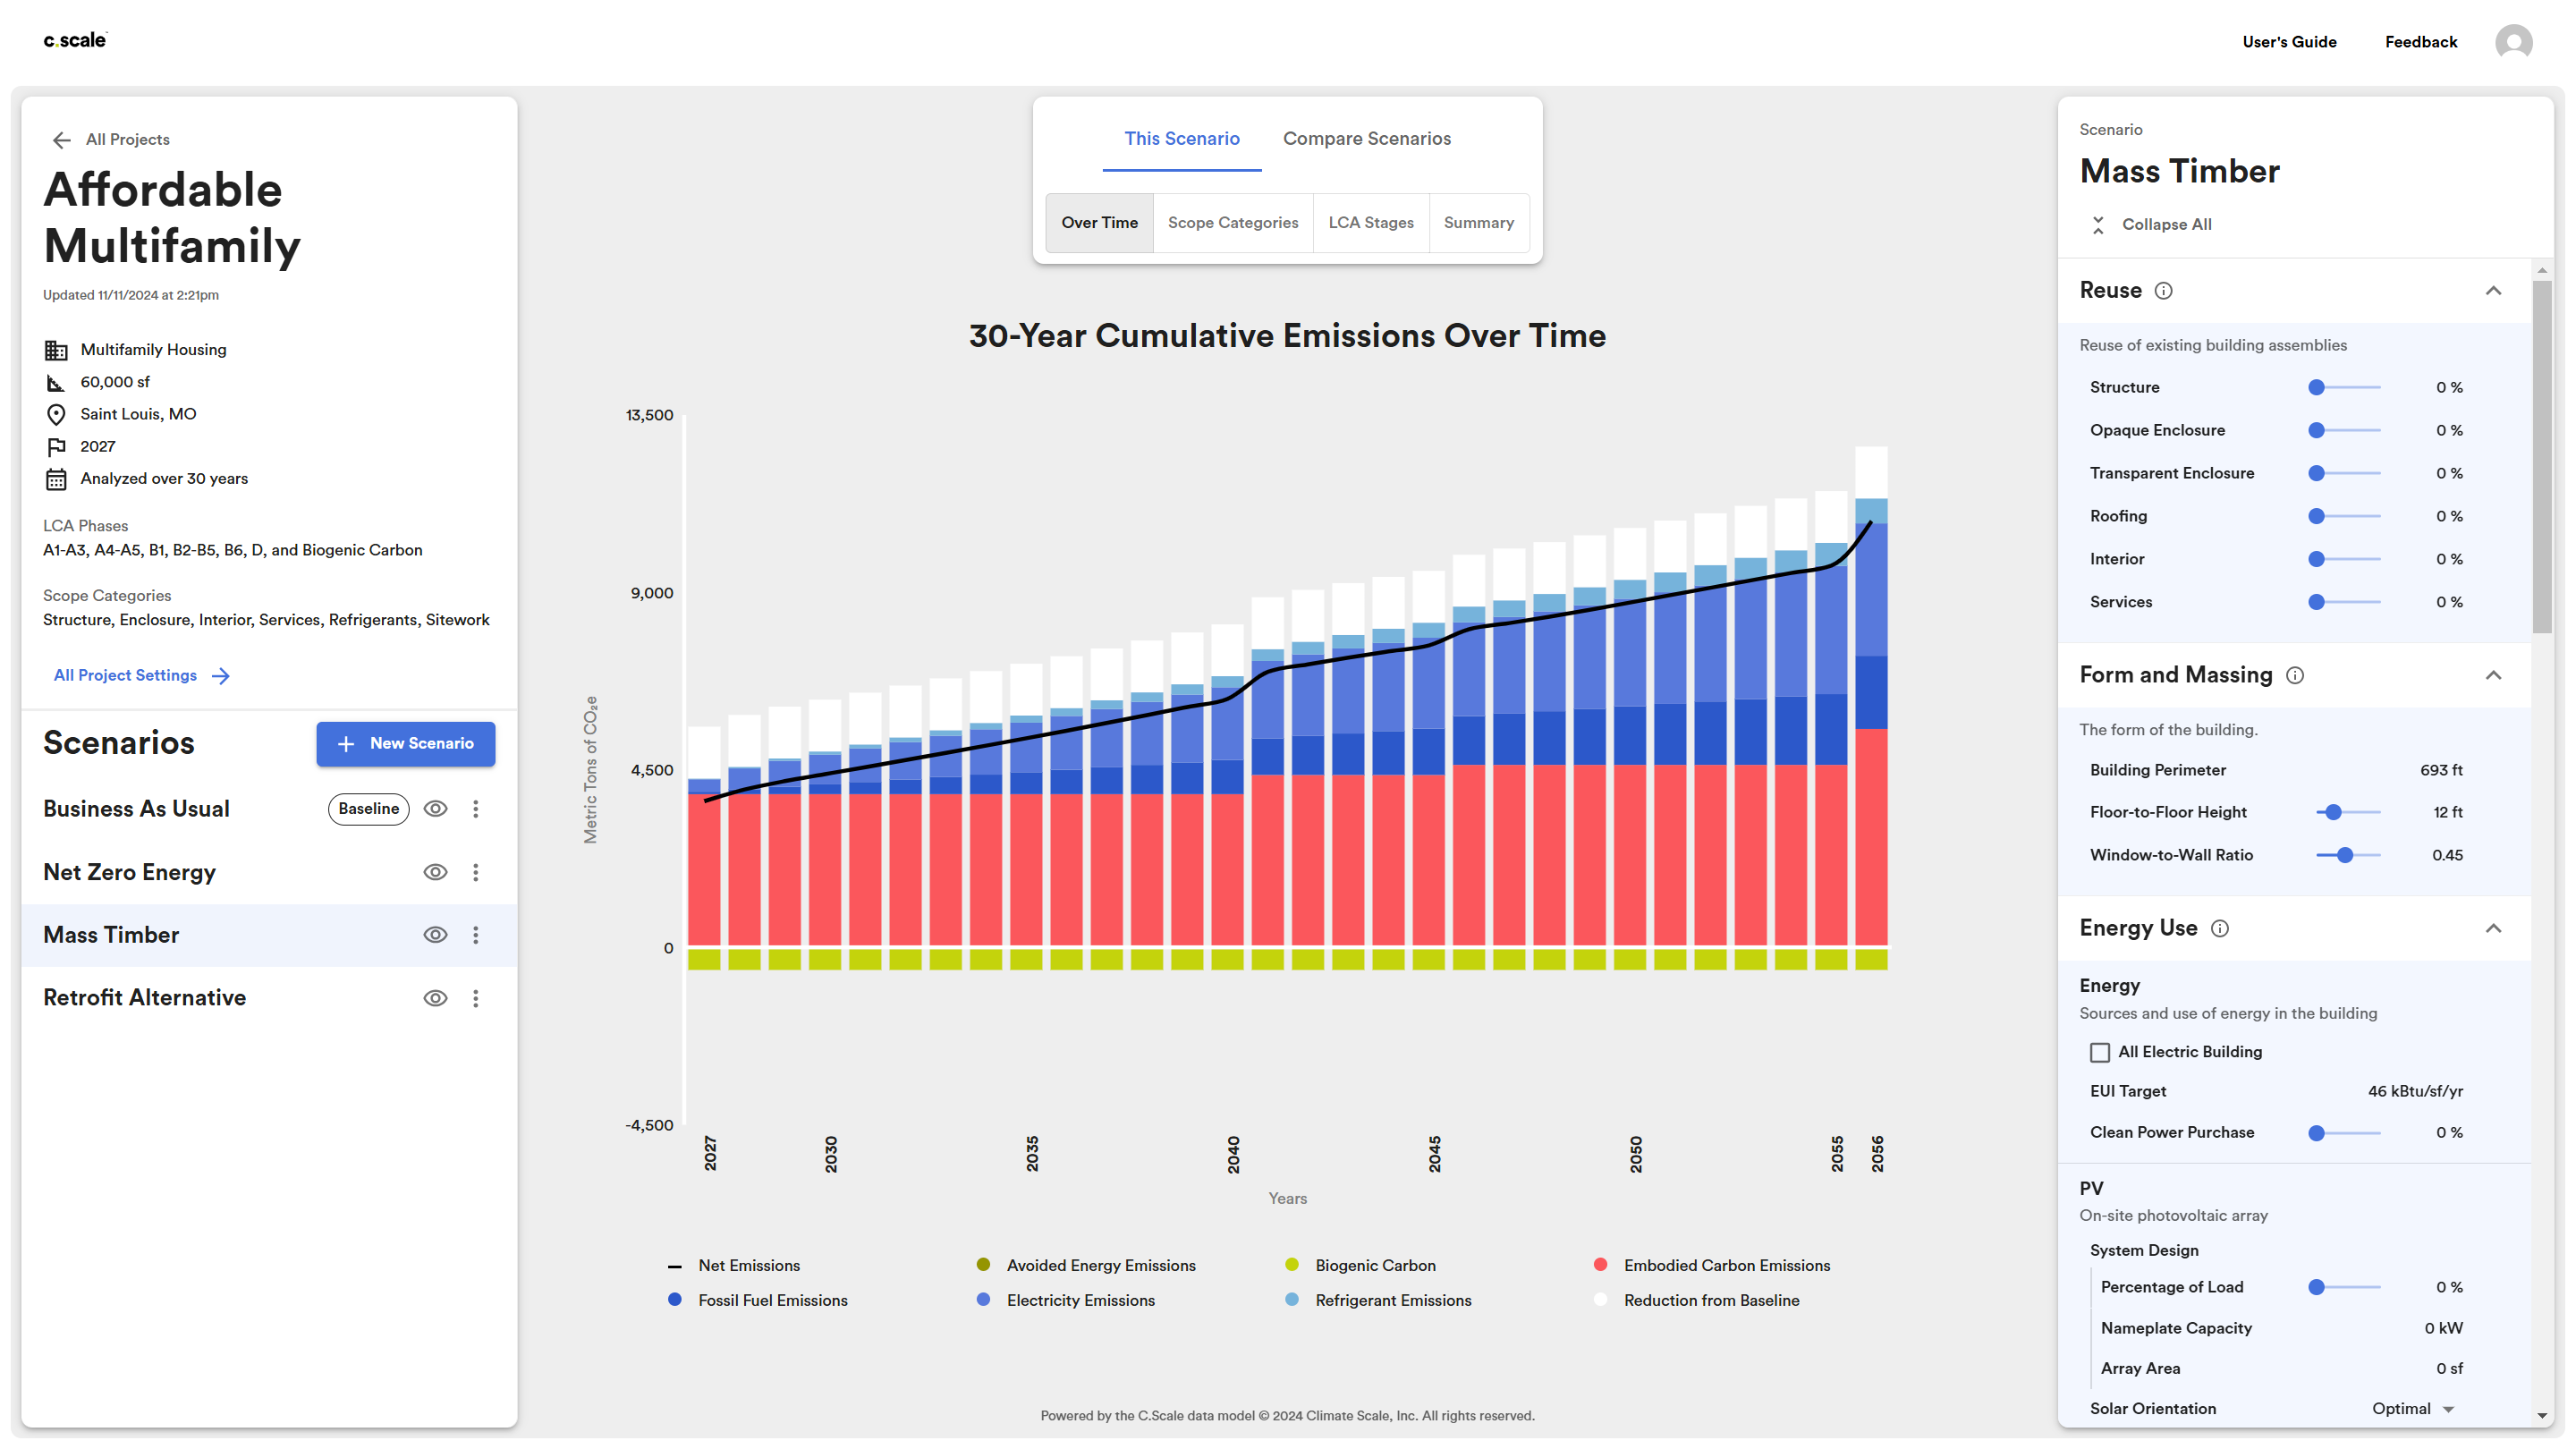 c.scale
User's Guide
Feedback
All Projects
Affordable
Multifamily
Updated 11/11/2024 at 2:21pm
Multifamily Housing
60,000 sf
Saint Louis, MO
2027
Analyzed over 30 years
LCA Phases
A1-A3, A4-A5, B1, B2-B5, B6, D, and Biogenic Carbon
Scope Categories
Structure, Enclosure, Interior, Services, Refrigerants, Sitework
All Project Settings
Scenarios
New Scenario
Business As Usual
Baseline
Net Zero Energy
Mass Timber
Retrofit Alternative
This Scenario
Compare Scenarios
Over Time
Scope Categories
LCA Stages
Summary
30-Year Cumulative Emissions Over Time
Metric Tons of CO₂e
13,500
9,000
4,500
0
-4,500
2027
2030
2035
2040
2045
2050
2055
2056
Years
Net Emissions
Avoided Energy Emissions
Biogenic Carbon
Embodied Carbon Emissions
Fossil Fuel Emissions
Electricity Emissions
Refrigerant Emissions
Reduction from Baseline
Powered by the C.Scale data model © 2024 Climate Scale, Inc. All rights reserved.
Scenario
Mass Timber
Collapse All
Reuse
Reuse of existing building assemblies
Structure 0 %
Opaque Enclosure 0 %
Transparent Enclosure 0 %
Roofing 0 %
Interior 0 %
Services 0 %
Form and Massing
The form of the building.
Building Perimeter 693 ft
Floor-to-Floor Height 12 ft
Window-to-Wall Ratio 0.45
Energy Use
Energy
Sources and use of energy in the building
All Electric Building
EUI Target 46 kBtu/sf/yr
Clean Power Purchase 0 %
PV
On-site photovoltaic array
System Design
Percentage of Load 0 %
Nameplate Capacity 0 kW
Array Area 0 sf
Solar Orientation Optimal